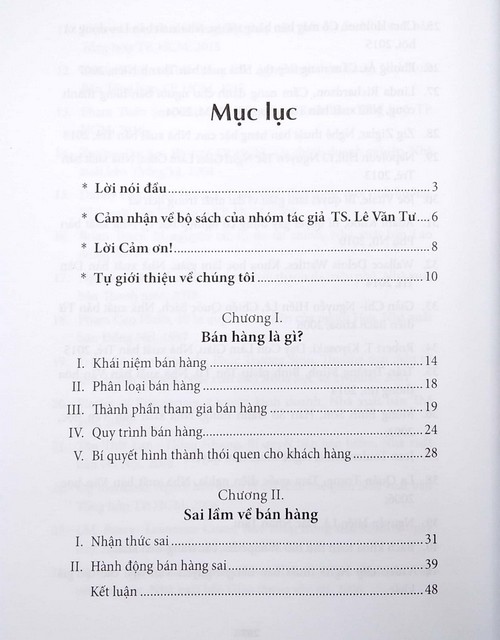 Mục lục
* Lời nói đầu........3
* Cảm nhận về bộ sách của nhóm tác giả TS. Lê Văn Tư..6
* Lời Cảm ơn!........8
* Tự giới thiệu về chúng tôi........10
Chương I.
Bán hàng là gì?
I. Khái niệm bán hàng........14
II. Phân loại bán hàng........18
III. Thành phần tham gia bán hàng........19
IV. Quy trình bán hàng........24
V. Bí quyết hình thành thói quen cho khách hàng........28
Chương II.
Sai lầm về bán hàng
I. Nhận thức sai........31
II. Hành động bán hàng sai........39
Kết luận........48